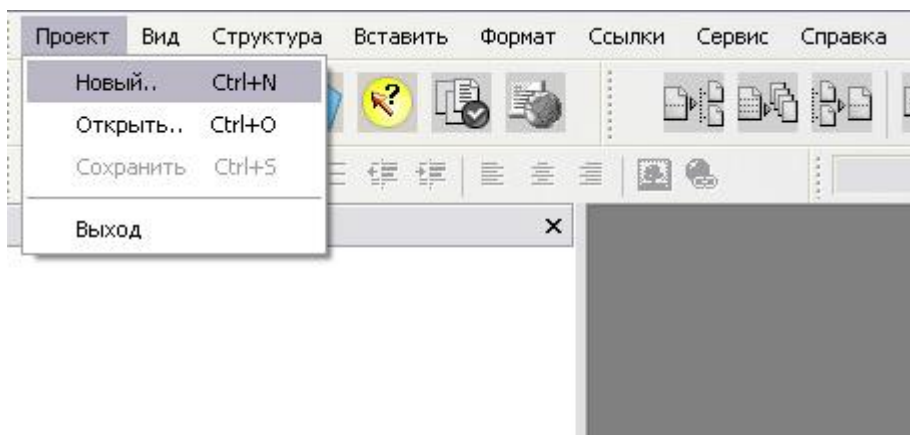 Проект Вид Структура Вставить Формат Ссылки Сервис Справка
Новый.. Ctrl+N
Открыть.. Ctrl+O
Сохранить Ctrl+S
Выход